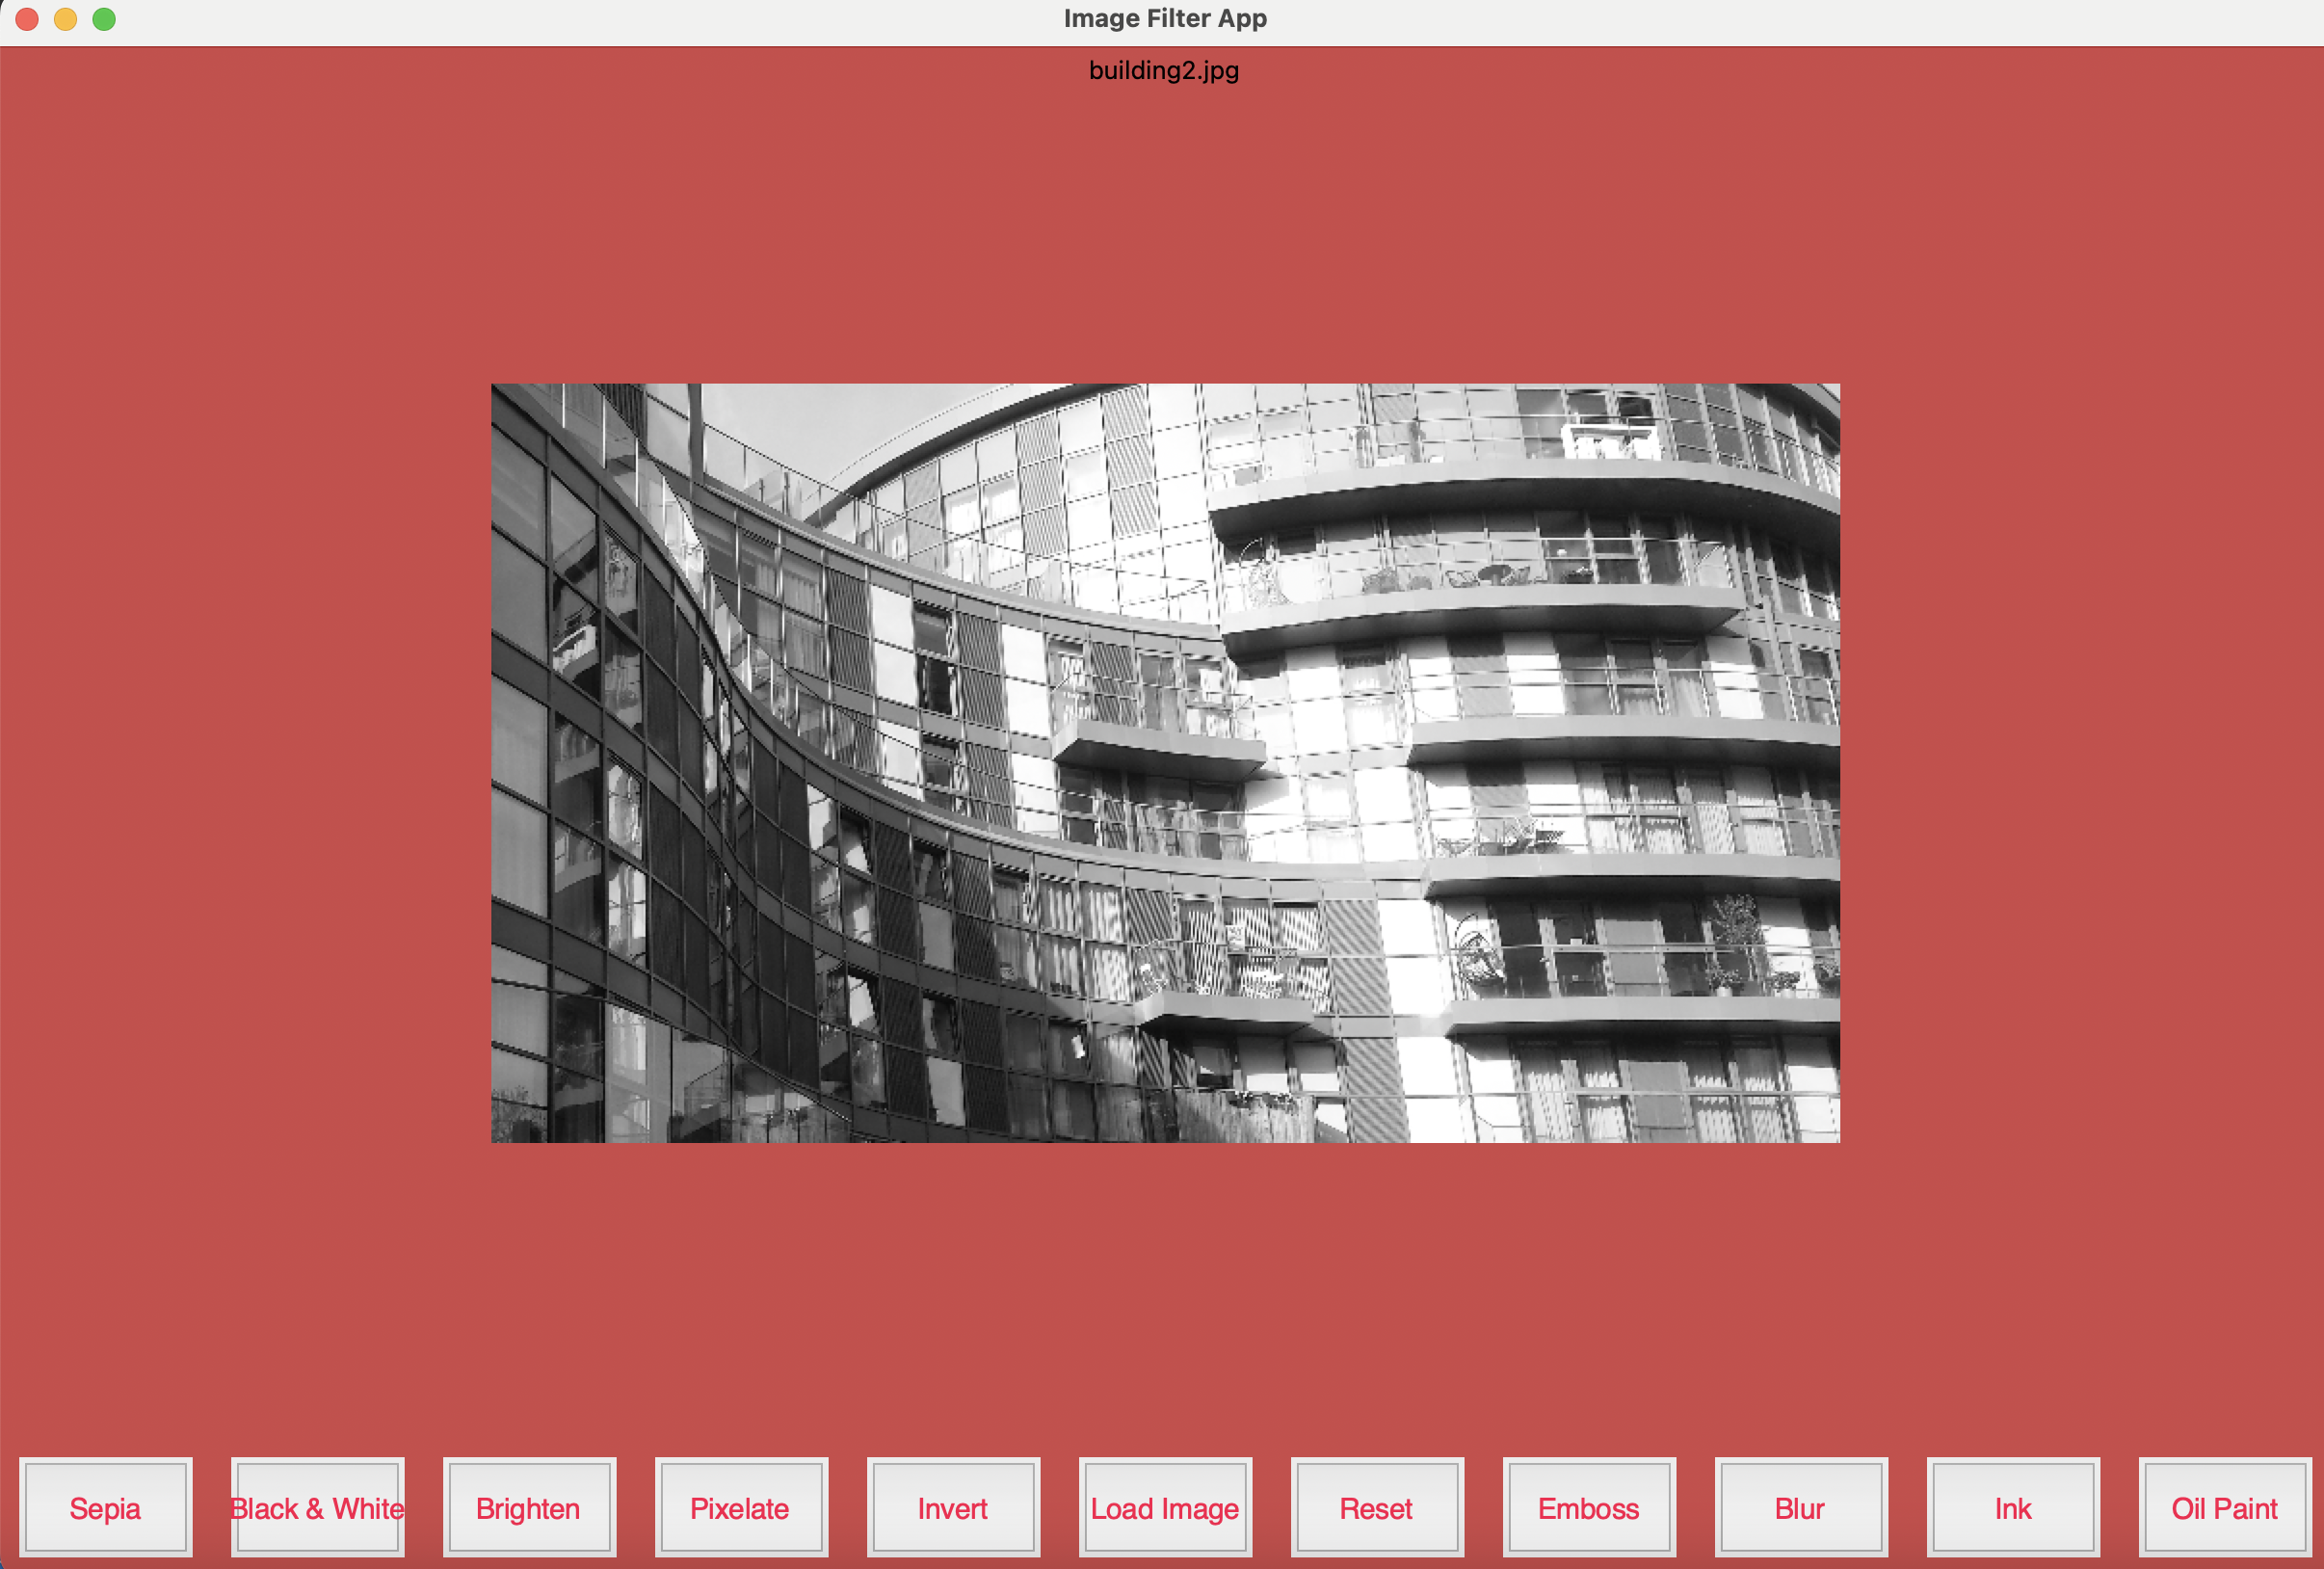 Image Filter App
building2.jpg
Sepia
Black & White
Brighten
Pixelate
Invert
Load Image
Reset
Emboss
Blur
Ink
Oil Paint